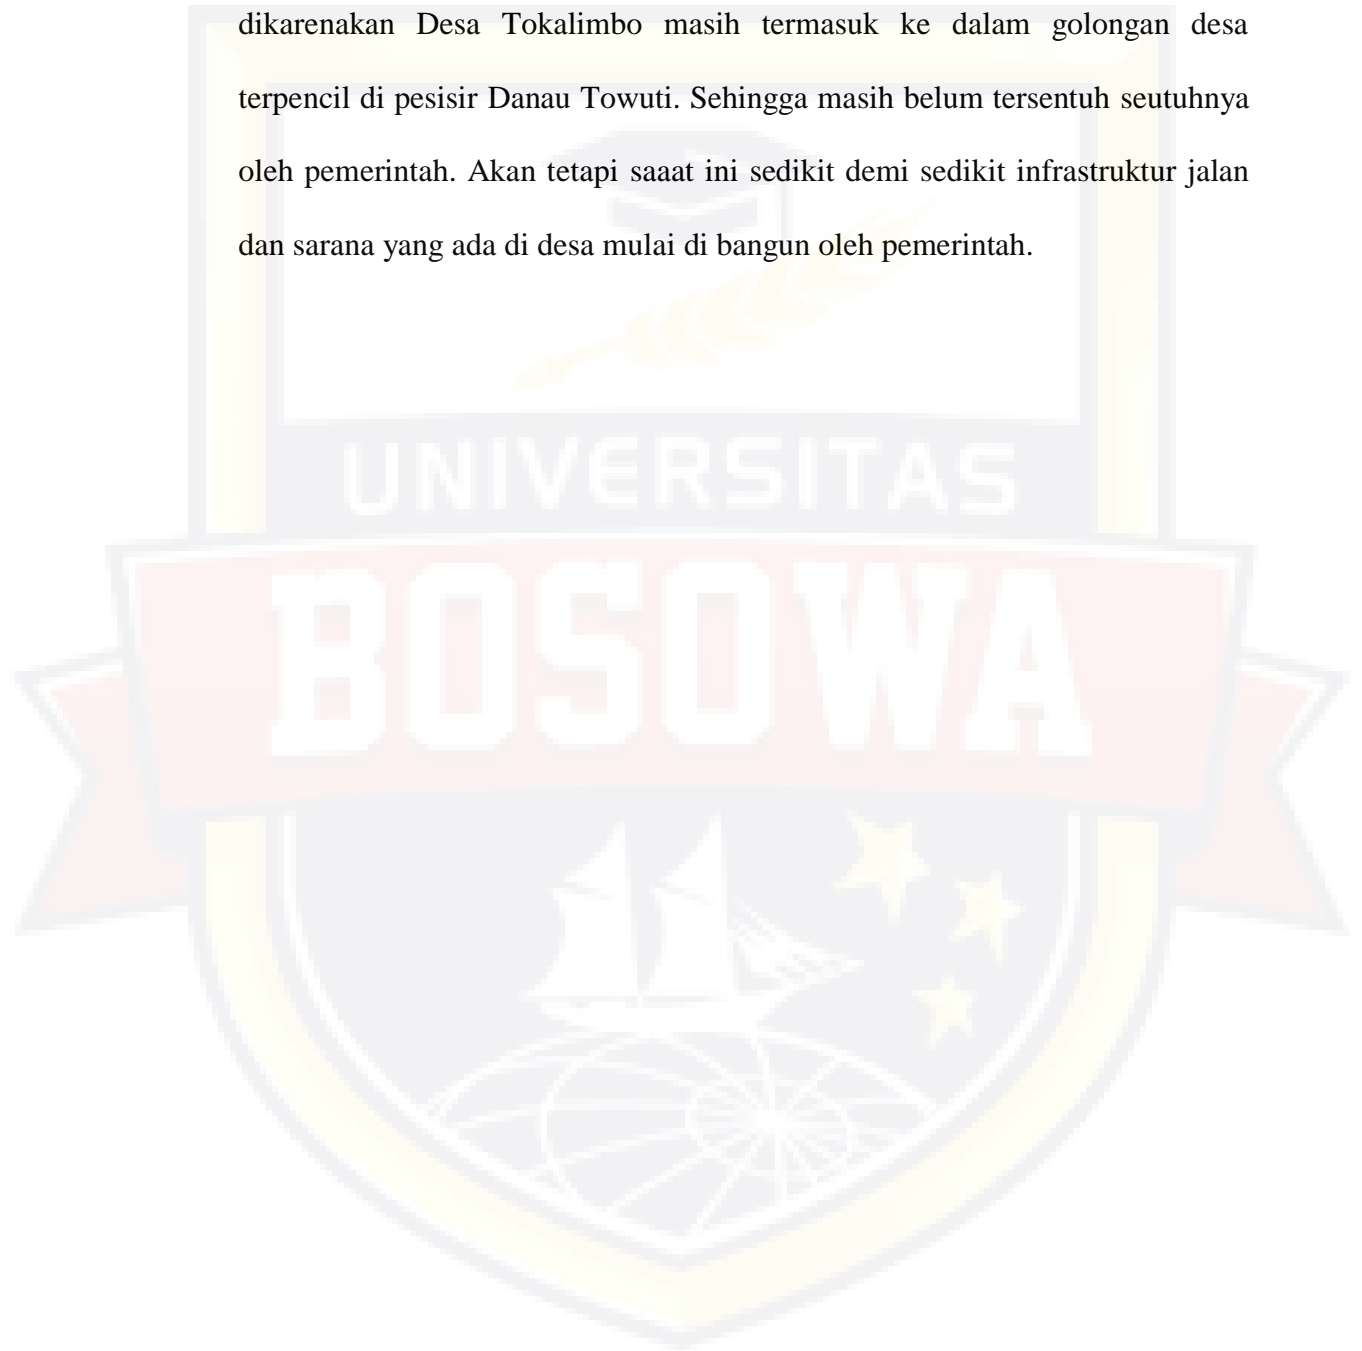 dikarenakan Desa Tokalimbo masih termasuk ke dalam golongan desa
terpencil di pesisir Danau Towuti. Sehingga masih belum tersentuh seutuhnya
oleh pemerintah. Akan tetapi saaat ini sedikit demi sedikit infrastruktur jalan
dan sarana yang ada di desa mulai di bangun oleh pemerintah.
UNIVERSITAS
BOSOWA